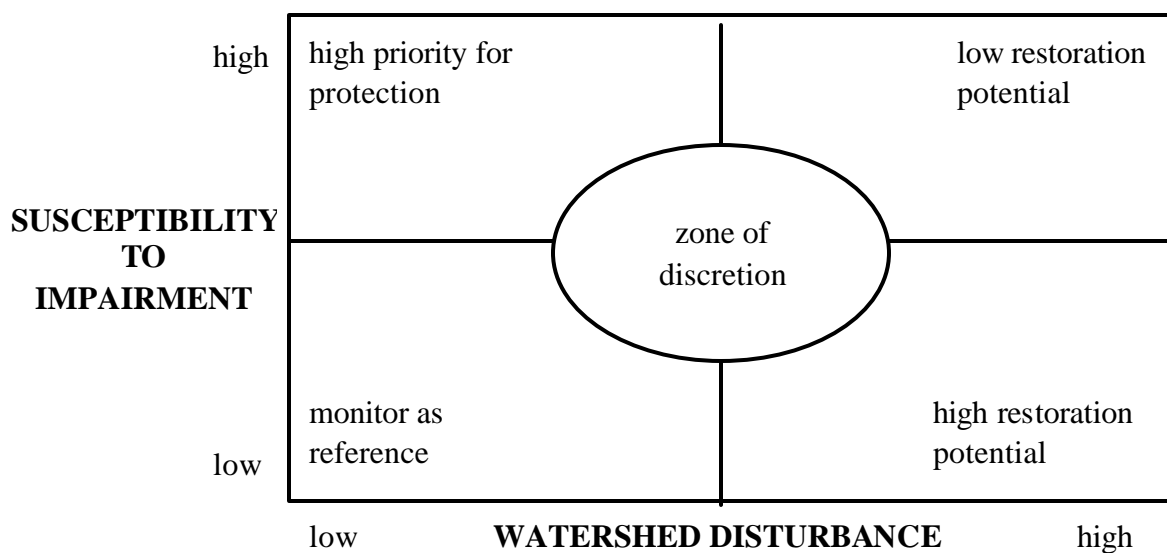 high
high priority for
protection
low restoration
potential
SUSCEPTIBILITY
TO
IMPAIRMENT
zone of
discretion
monitor as
reference
high restoration
potential
low
low
WATERSHED DISTURBANCE
high